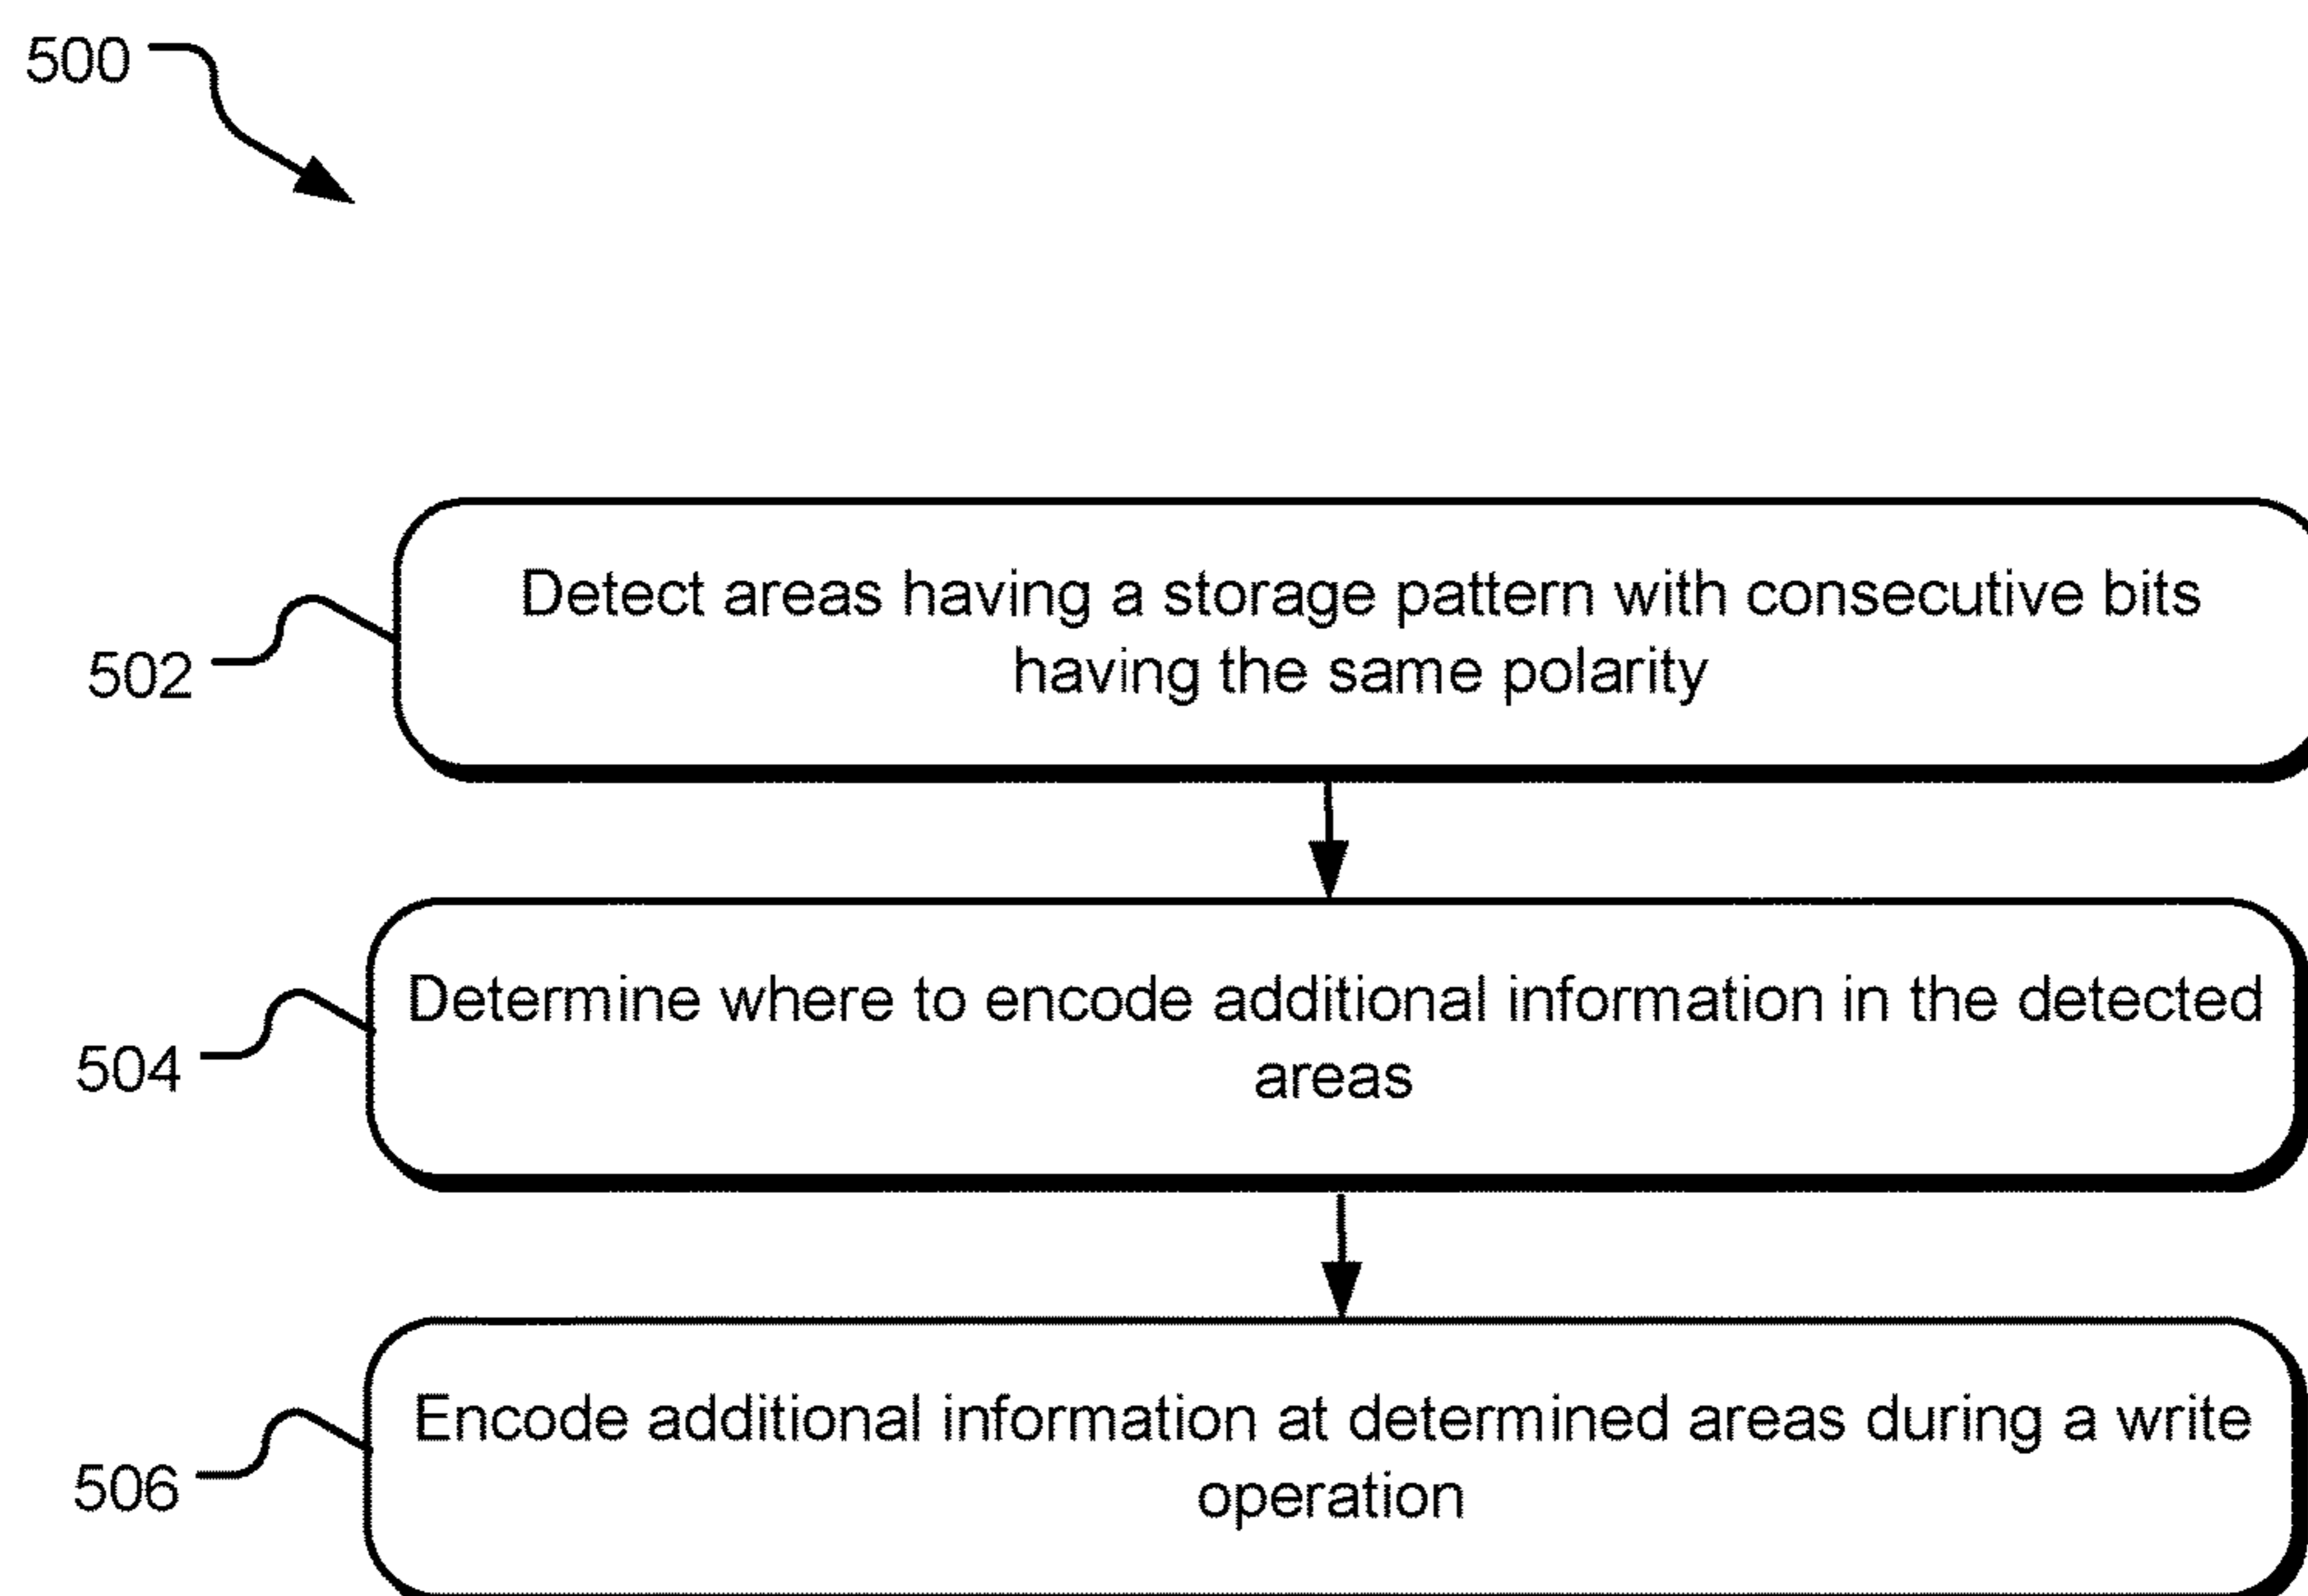 500
502
Detect areas having a storage pattern with consecutive bits
having the same polarity
504
Determine where to encode additional information in the detected
areas
506
Encode additional information at determined areas during a write
operation